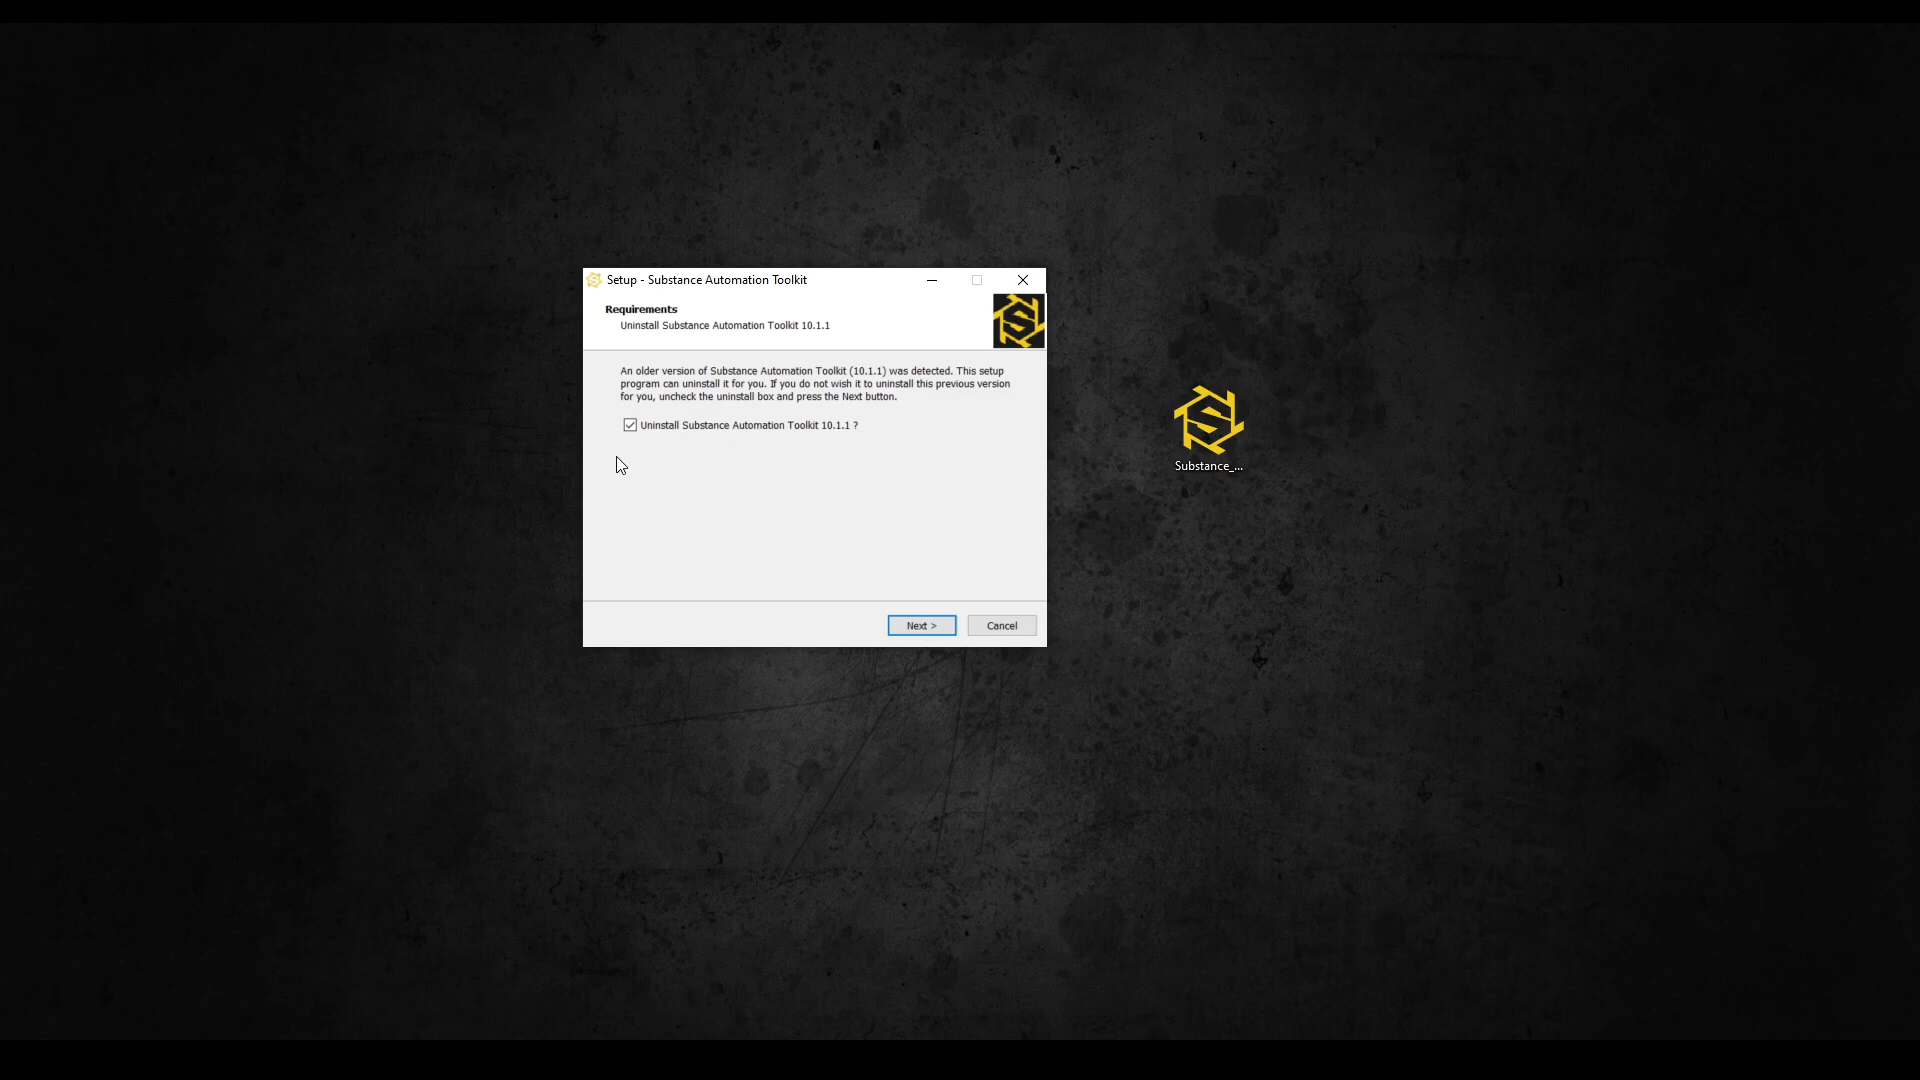 Setup - Substance Automation Toolkit
Requirements
Uninstall Substance Automation Toolkit 10.1.1
An older version of Substance Automation Toolkit (10.1.1) was detected. This setup
program can uninstall it for you. If you do not wish it to uninstall this previous version
for you, uncheck the uninstall box and press the Next button.
Uninstall Substance Automation Toolkit 10.1.1 ?
Substance_...
Next >
Cancel